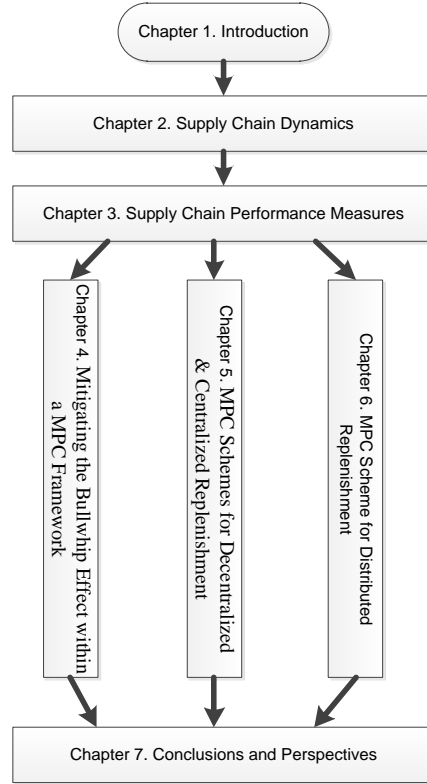 Chapter 1. Introduction
Chapter 2. Supply Chain Dynamics
Chapter 3. Supply Chain Performance Measures
Chapter 4. Mitigating the Bullwhip Effect within
a MPC Framework
Chapter 5. MPC Schemes for Decentralized
& Centralized Replenishment
Chapter 6. MPC Scheme for Distributed
Replenishment
Chapter 7. Conclusions and Perspectives